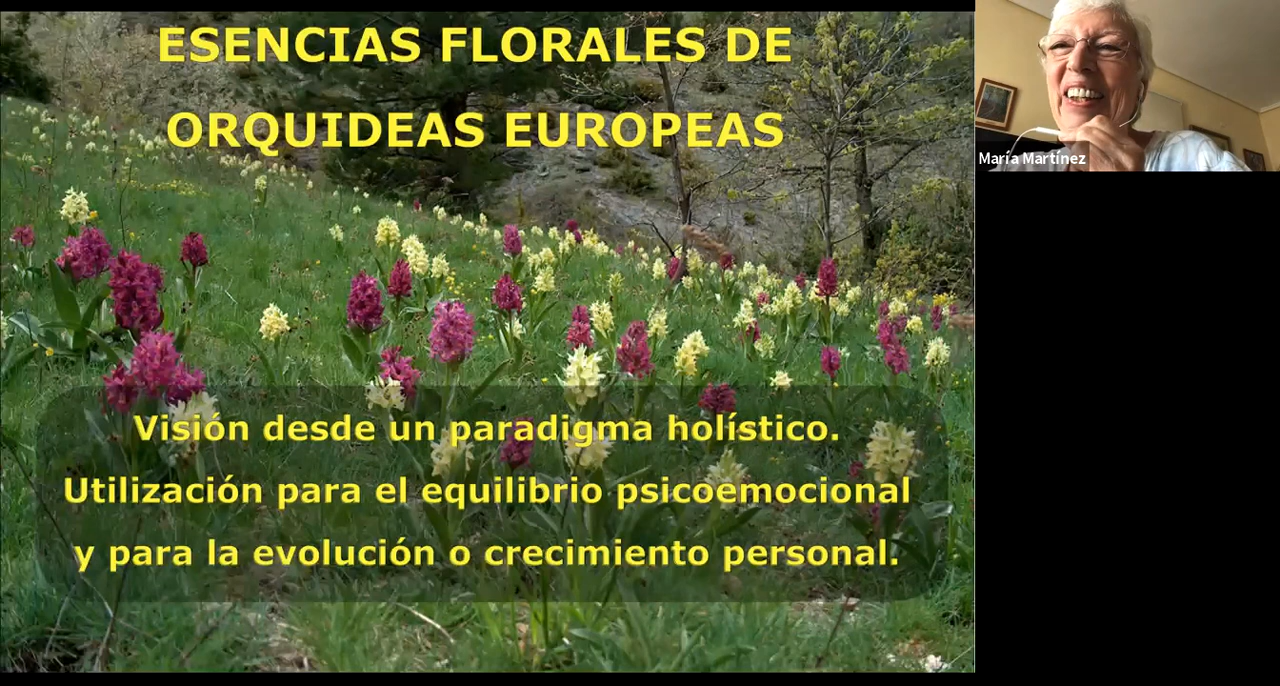 ESENCIAS FLORALES DE
ORQUIDEAS EUROPEAS
María Martínez
Visión desde un paradigma holístico.
Utilización para el equilibrio psicoemocional
y para la evolución o crecimiento personal.